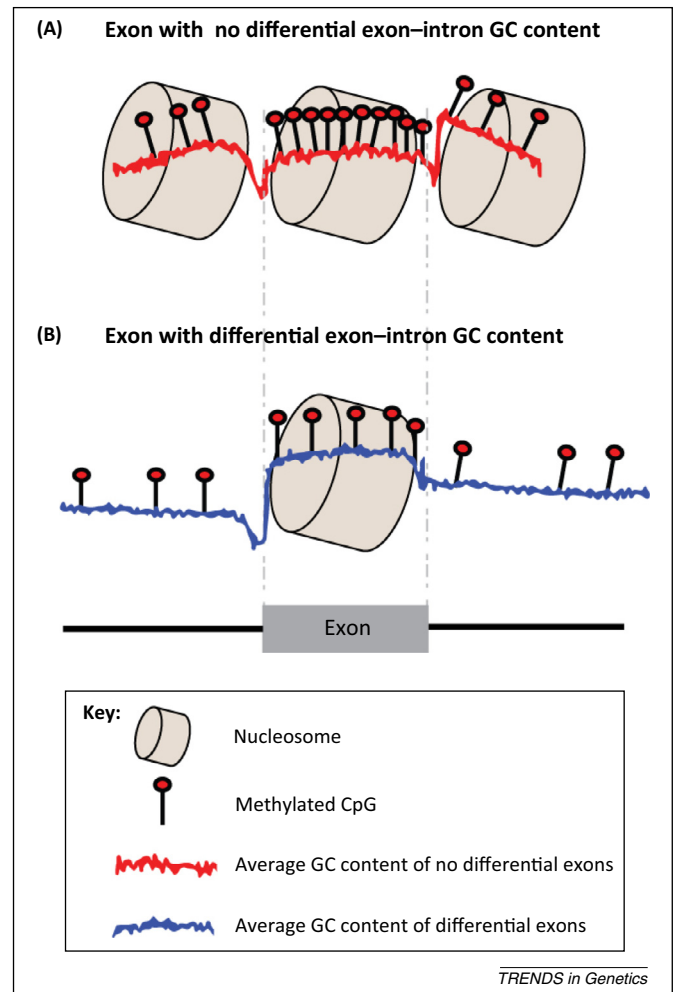 (A) Exon with no differential exon–intron GC content
(B) Exon with differential exon–intron GC content
Exon
Key:
Nucleosome
Methylated CpG
Average GC content of no differential exons
Average GC content of differential exons
TRENDS in Genetics